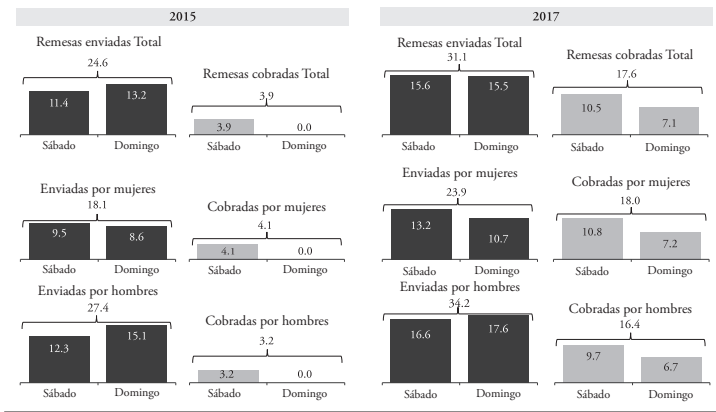 2015
Remesas enviadas Total
24.6
11.4
13.2
Sábado
Domingo
Remesas cobradas Total
3.9
3.9
0.0
Sábado
Domingo
Enviadas por mujeres
18.1
9.5
8.6
Sábado
Domingo
Cobradas por mujeres
4.1
4.1
0.0
Sábado
Domingo
Enviadas por hombres
27.4
12.3
15.1
Sábado
Domingo
Cobradas por hombres
3.2
3.2
0.0
Sábado
Domingo
2017
Remesas enviadas Total
31.1
15.6
15.5
Sábado
Domingo
Remesas cobradas Total
17.6
10.5
7.1
Sábado
Domingo
Enviadas por mujeres
23.9
13.2
10.7
Sábado
Domingo
Cobradas por mujeres
18.0
10.8
7.2
Sábado
Domingo
Enviadas por hombres
34.2
16.6
17.6
Sábado
Domingo
Cobradas por hombres
16.4
9.7
6.7
Sábado
Domingo